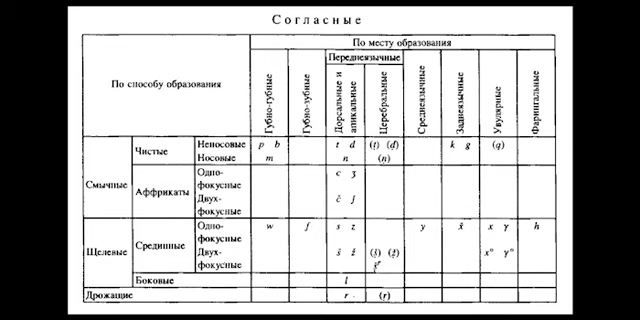 Согласные
По способу образования
По месту образования
Губно-губные
Губно-зубные
Переднеязычные
Дорсальные и апикальные
Церебральные
Среднеязычные
Заднеязычные
Увулярные
Фарингальные
Смычные
Чистые
Неносовые p b t d (ṭ) (ḍ) k g (q)
Носовые m n (ṇ)
Аффрикаты
Одно-
фокусные c ʒ
Двух-
фокусные č ǰ
Щелевые
Срединные
Одно- w f s z y x̂ x γ h
фокусные
Двух- š ž (ṣ̌) (ẓ̌) x° γ°
фокусные
Боковые l
Дрожащие r (ṛ)